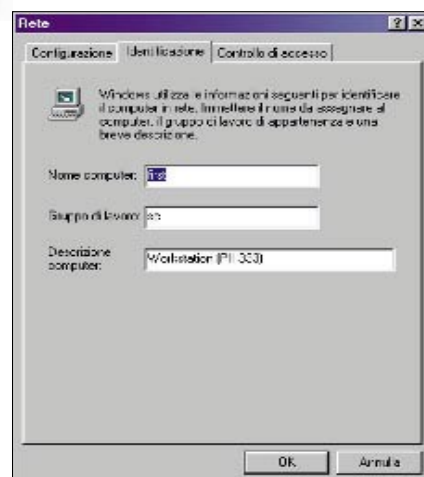 Rete
Configurazione Identificazione Controllo di accesso
Windows utilizza le informazioni seguenti per identificare
il computer in rete. Immettere il nome da assegnare al
computer, il gruppo di lavoro di appartenenza e una
breve descrizione.
Nome computer: first
Gruppo di lavoro:
Descrizione
computer:
Workstation (PII-333)
OK Annulla